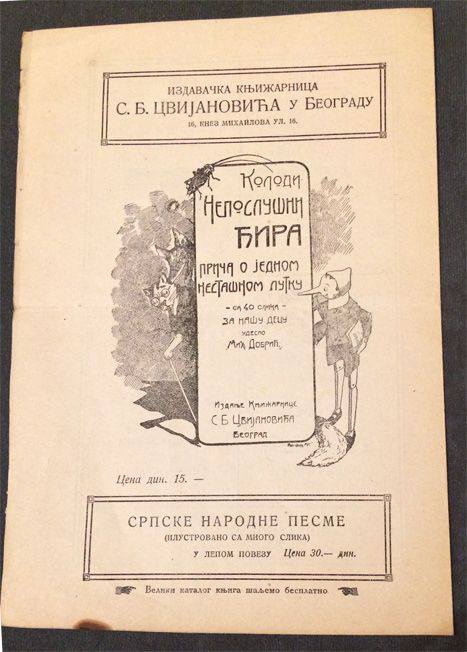 ИЗДАВАЧКА КЊИЖАРНИЦА
С. Б. ЦВИЈАНОВИЋА У БЕОГРАДУ
16, КНЕЗ МИХАИЛОВА УЛ. 16.
Колоди
Непослушни
Ћира
прича о једном
несташном лутку
- са 40 слика -
за нашу децу
удесио
Мих. Добрић.
Издање Књижарнице
С Б Цвијановића
Београд
Цена дин. 15. —
СРПСКЕ НАРОДНЕ ПЕСМЕ
(ИЛУСТРОВАНО СА МНОГО СЛИКА)
У ЛЕПОМ ПОВЕЗУ Цена 30.— дин.
Велики каталог књига шаљемо бесплатно